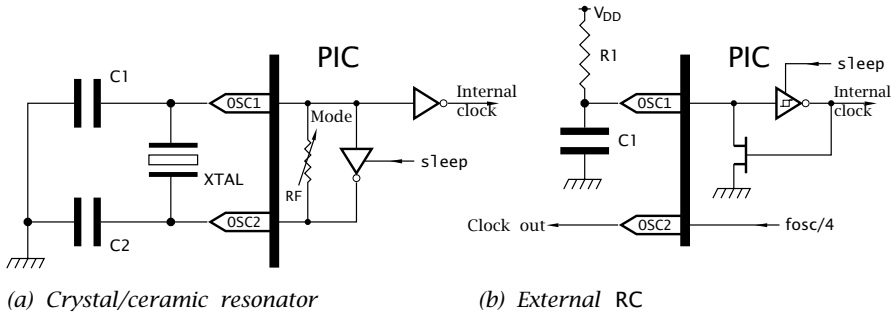 C1
OSC1
PIC
Internal
clock
Mode
XTAL
RF
sleep
C2
OSC2
(a) Crystal/ceramic resonator
VDD
R1
PIC
sleep
OSC1
Internal
clock
C1
Clock out
OSC2
fosc/4
(b) External RC